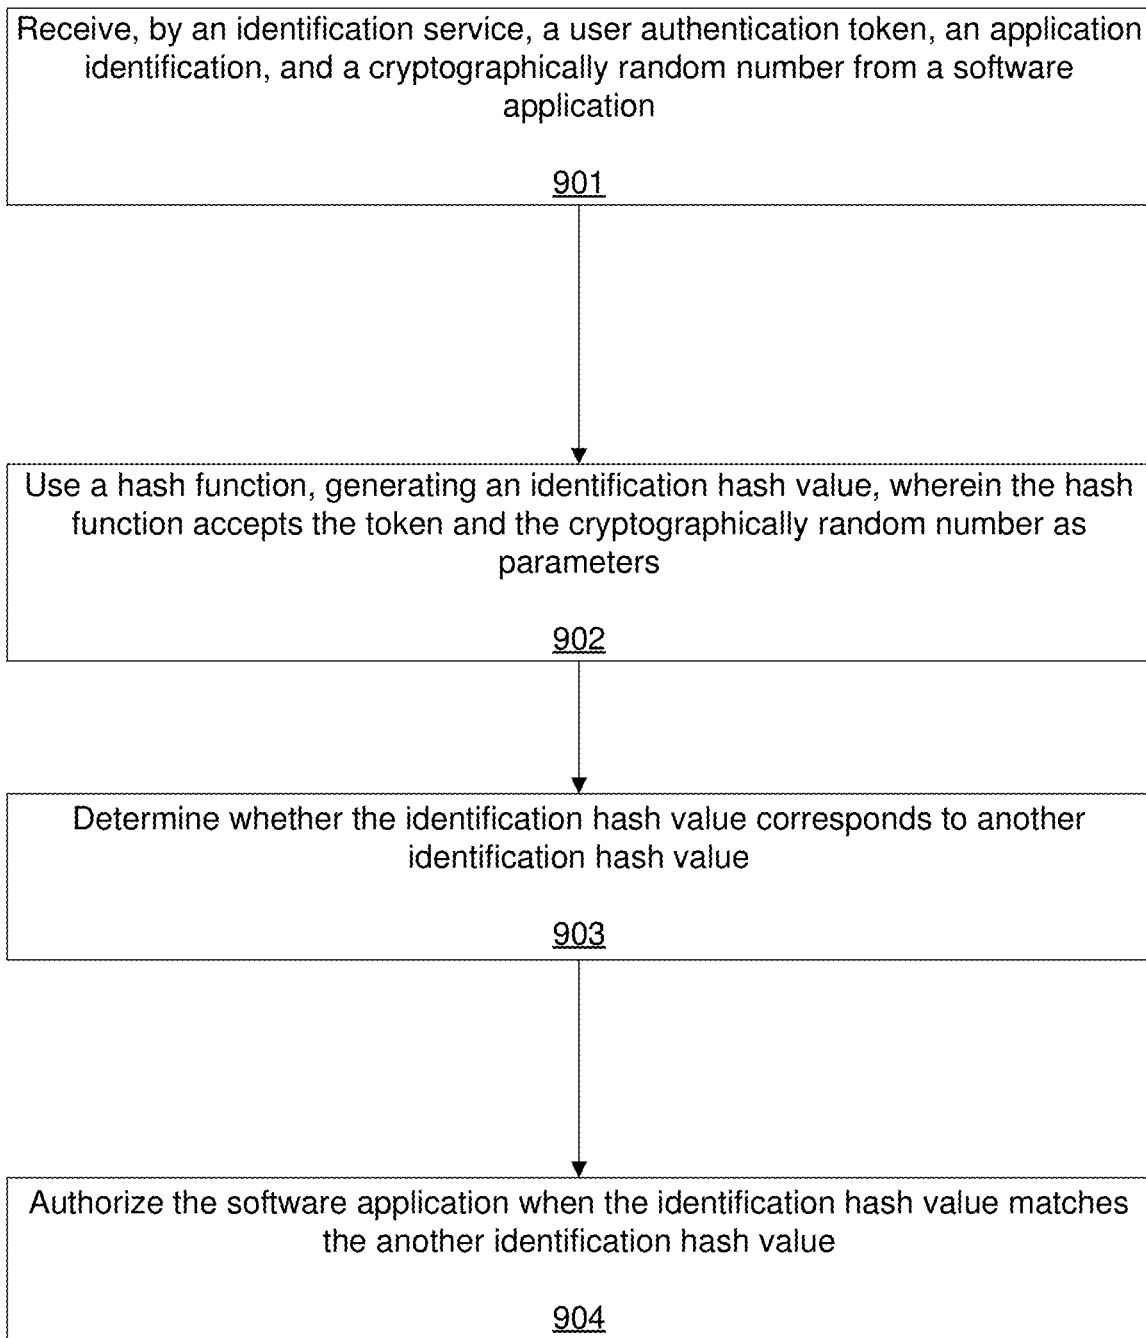 Receive, by an identification service, a user authentication token, an application
identification, and a cryptographically random number from a software
application
901
Use a hash function, generating an identification hash value, wherein the hash
function accepts the token and the cryptographically random number as
parameters
902
Determine whether the identification hash value corresponds to another
identification hash value
903
Authorize the software application when the identification hash value matches
the another identification hash value
904